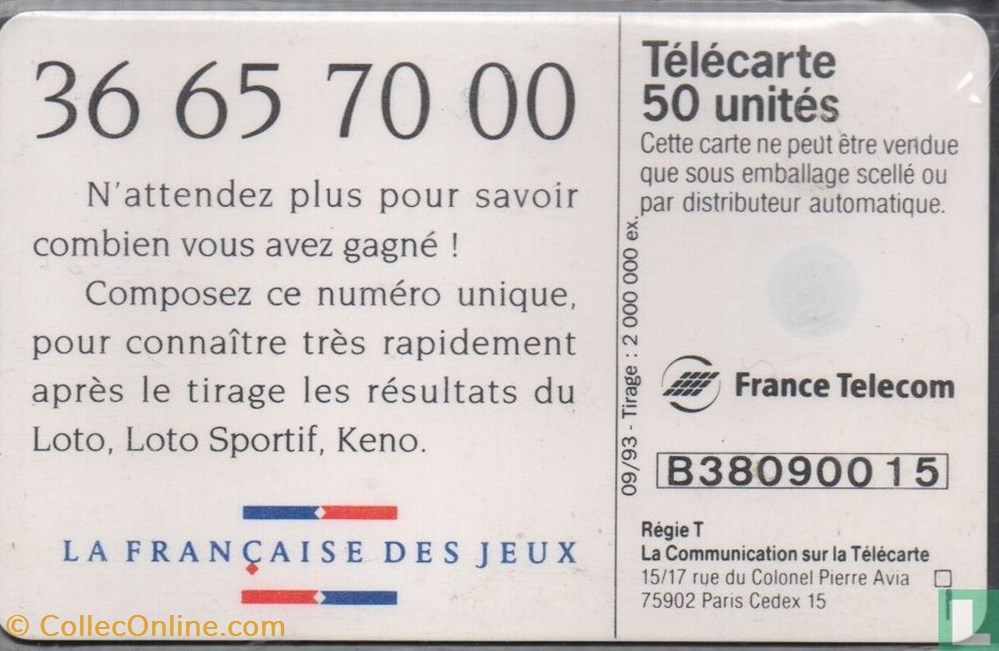 36 65 70 00
N'attendez plus pour savoir
combien vous avez gagné !
Composez ce numéro unique,
pour connaître très rapidement
après le tirage les résultats du
Loto, Loto Sportif, Keno.
LA FRANÇAISE DES JEUX
09/93 - Tirage : 2 000 000 ex.
Télécarte
50 unités
Cette carte ne peut être vendue
que sous emballage scellé ou
par distributeur automatique.
France Telecom
B38090015
Régie T
La Communication sur la Télécarte
15/17 rue du Colonel Pierre Avia
75902 Paris Cedex 15
© CollecOnline.com